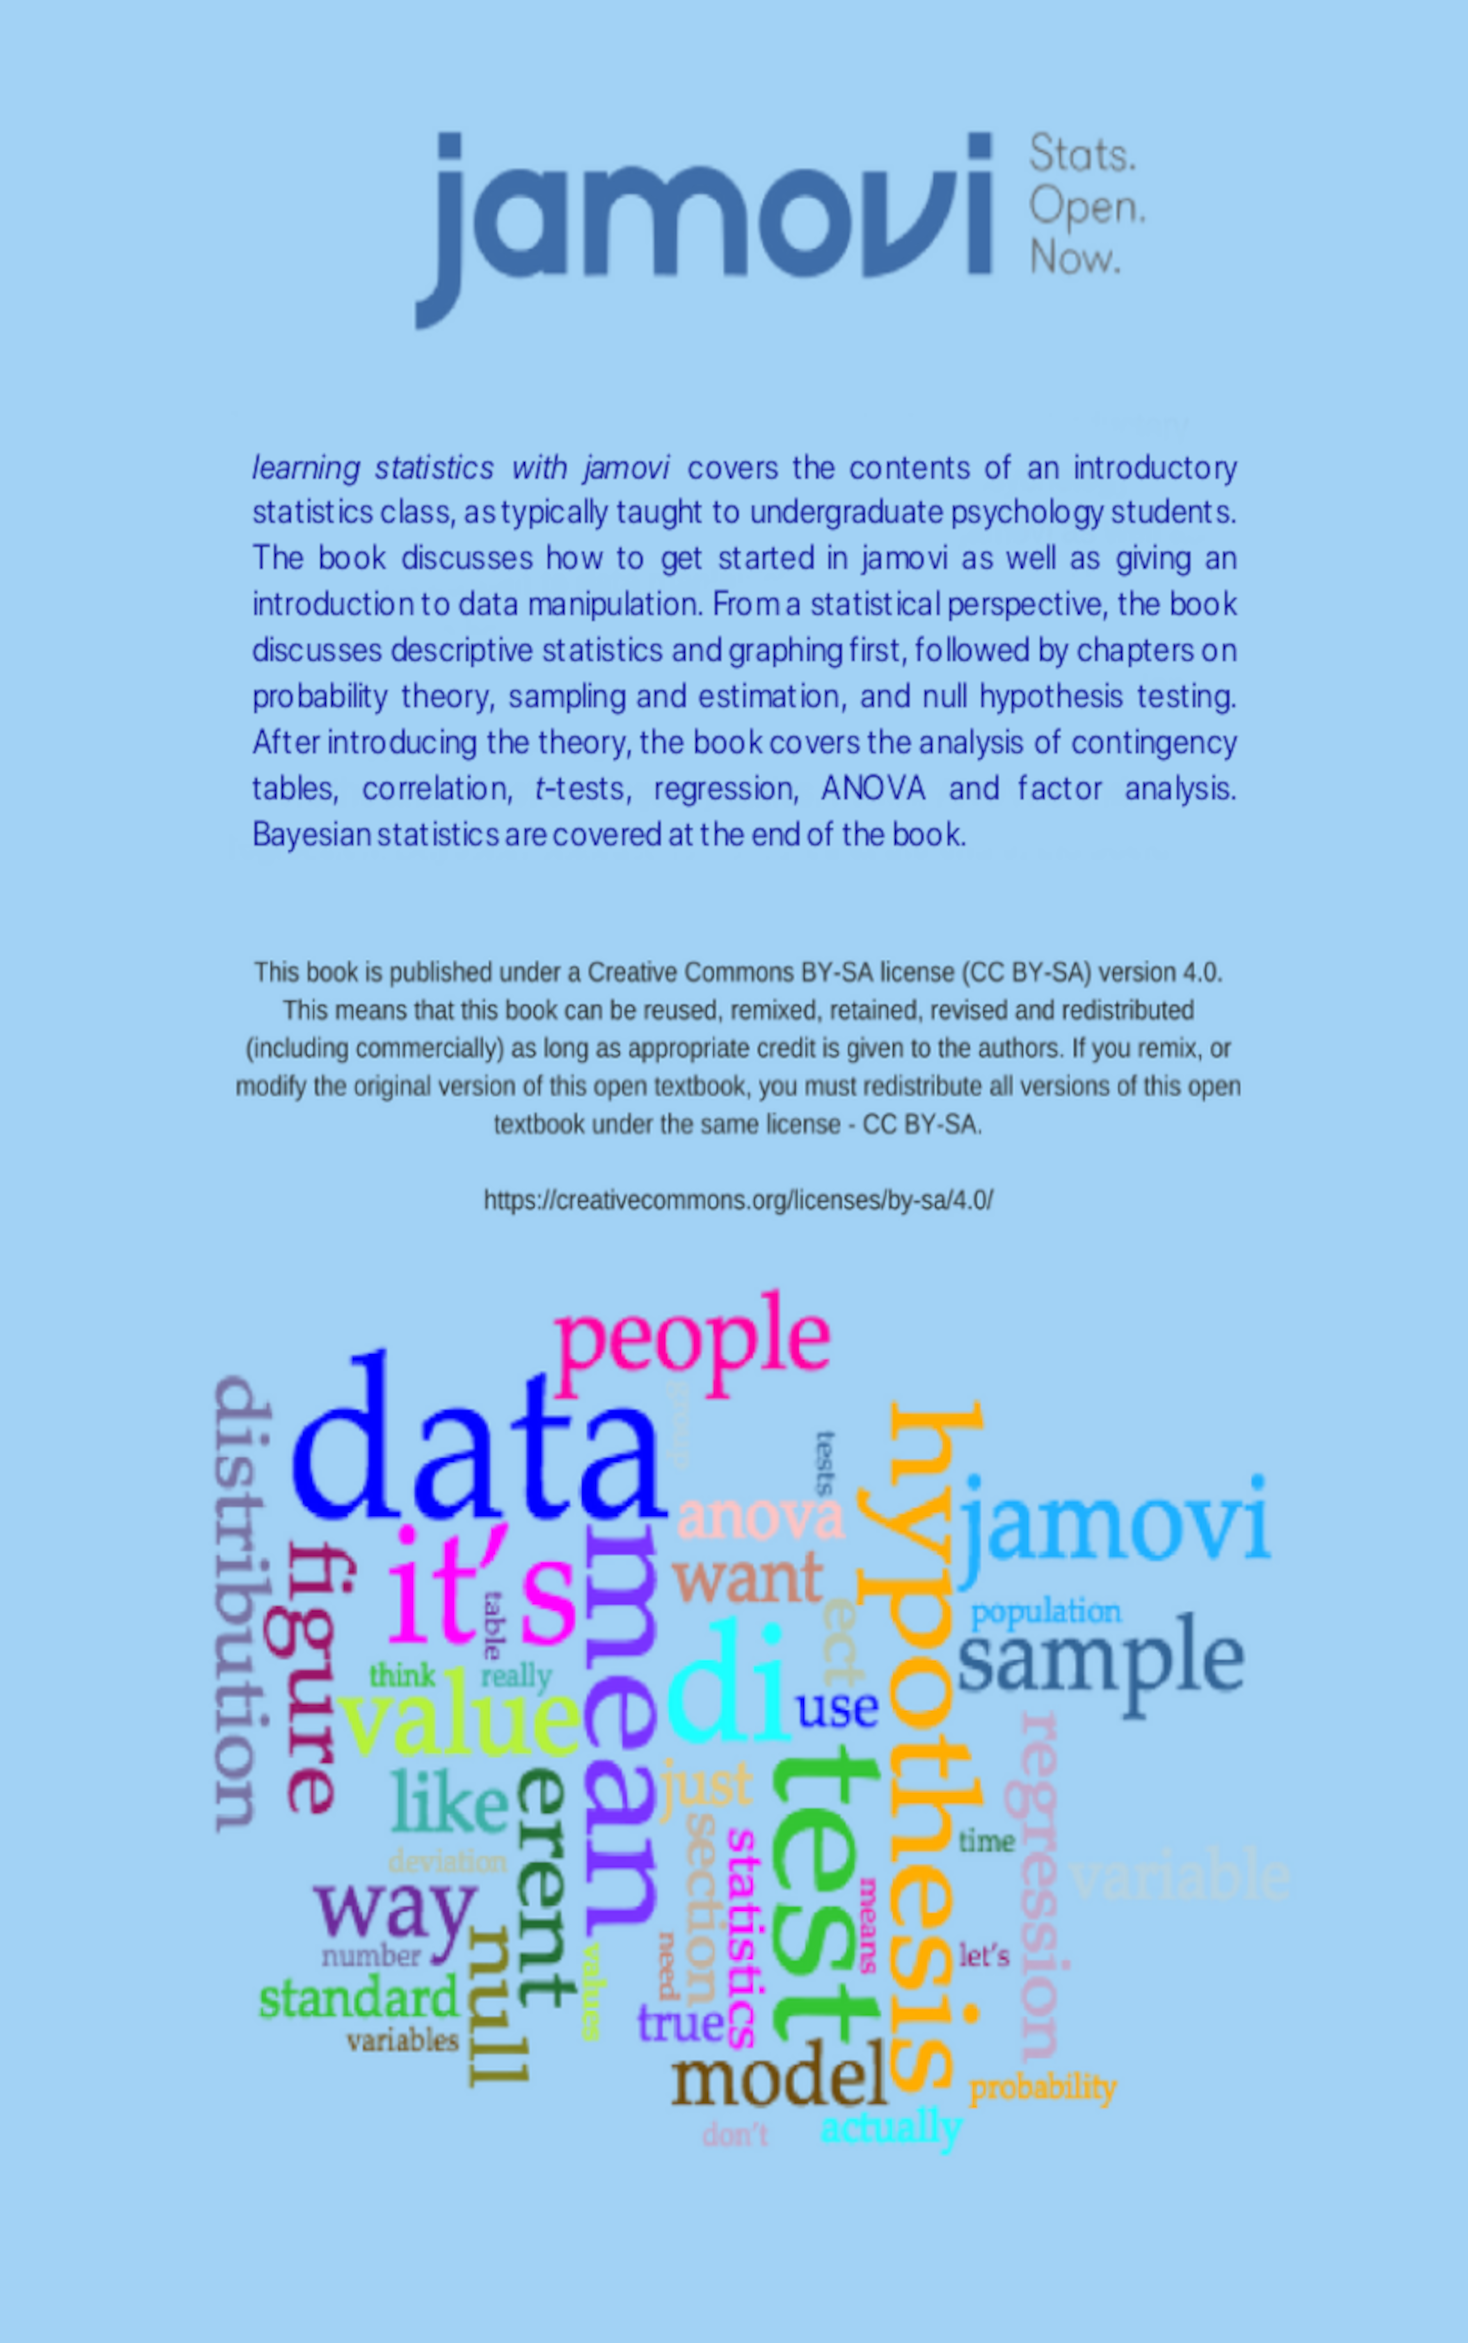 jamovi
Stats.
Open.
Now.
learning statistics with jamovi covers the contents of an introductory
statistics class, as typically taught to undergraduate psychology students.
The book discusses how to get started in jamovi as well as giving an
introduction to data manipulation. From a statistical perspective, the book
discusses descriptive statistics and graphing first, followed by chapters on
probability theory, sampling and estimation, and null hypothesis testing.
After introducing the theory, the book covers the analysis of contingency
tables, correlation, t-tests, regression, ANOVA and factor analysis.
Bayesian statistics are covered at the end of the book.
This book is published under a Creative Commons BY-SA license (CC BY-SA) version 4.0.
This means that this book can be reused, remixed, retained, revised and redistributed
(including commercially) as long as appropriate credit is given to the authors. If you remix, or
modify the original version of this open textbook, you must redistribute all versions of this open
textbook under the same license - CC BY-SA.
https://creativecommons.org/licenses/by-sa/4.0/
people
data
distribution
group
tests
hypothesis
anova
jamovi
it's
figure
mean
want
table
ect
population
sample
think
really
value
di
use
like
erent
just
test
regression
section
statistics
time
deviation
variable
way
means
number
null
values
need
let's
standard
true
variables
model
probability
don't
actually